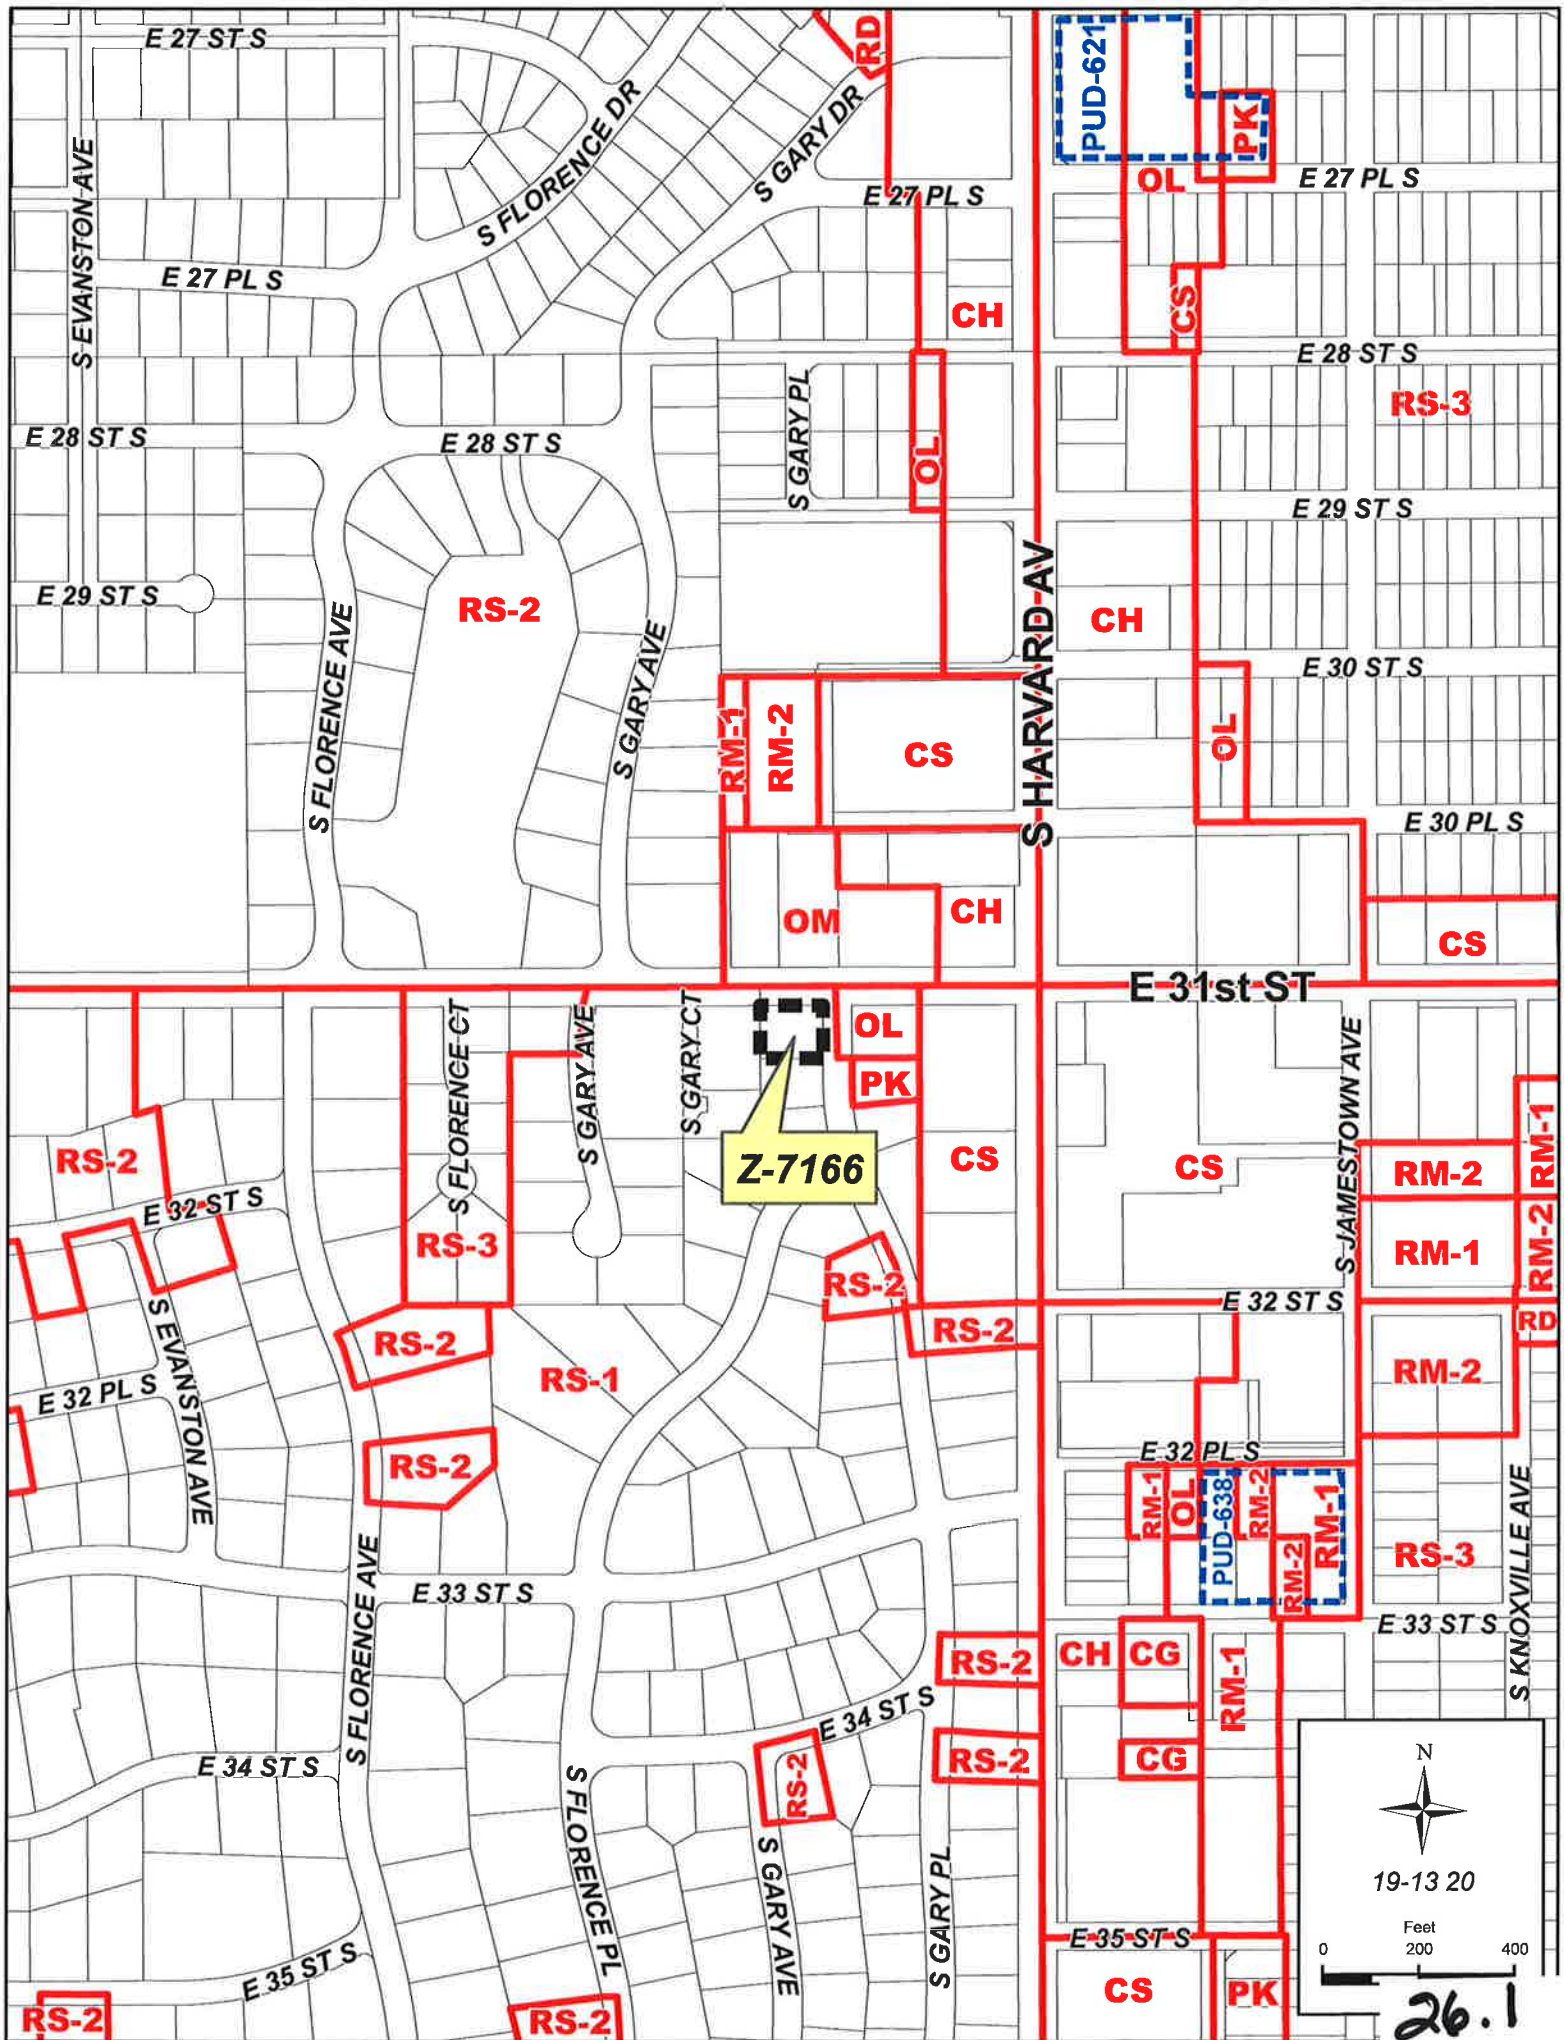 E 27 ST S
RD
PUD-621
PK
S EVANSTON AVE
S FLORENCE DR
S GARY DR
E 27 PL S
OL
E 27 PL S
E 27 PL S
CH
CS
E 28 ST S
RS-3
S GARY PL
OL
E 28 ST S
E 28 ST S
E 29 ST S
E 29 ST S
RS-2
S FLORENCE AVE
S GARY AVE
S HARVARD AV
CH
E 30 ST S
RM-1
RM-2
CS
OL
E 30 PL S
OM
CH
CS
E 31st ST
S FLORENCE CT
S GARY AVE
S GARY CT
OL
PK
S JAMESTOWN AVE
RS-2
Z-7166
CS
CS
RM-2
RM-1
E 32 ST S
RS-3
RM-1
RM-2
RS-2
E 32 ST S
RD
RS-2
RS-2
RS-1
RM-2
S EVANSTON AVE
E 32 PL S
RS-2
E 32 PL S
RM-1
OL
PUD-638
RM-2
RM-2
RM-1
RS-3
S KNOXVILLE AVE
S FLORENCE AVE
E 33 ST S
E 33 ST S
RS-2
CH
CG
RM-1
E 34 ST S
RS-2
RS-2
CG
E 34 ST S
S FLORENCE PL
S GARY AVE
S GARY PL
N
19-13 20
Feet
0 200 400
E 35 ST S
E 35 ST S
CS
PK
RS-2
RS-2
26.1